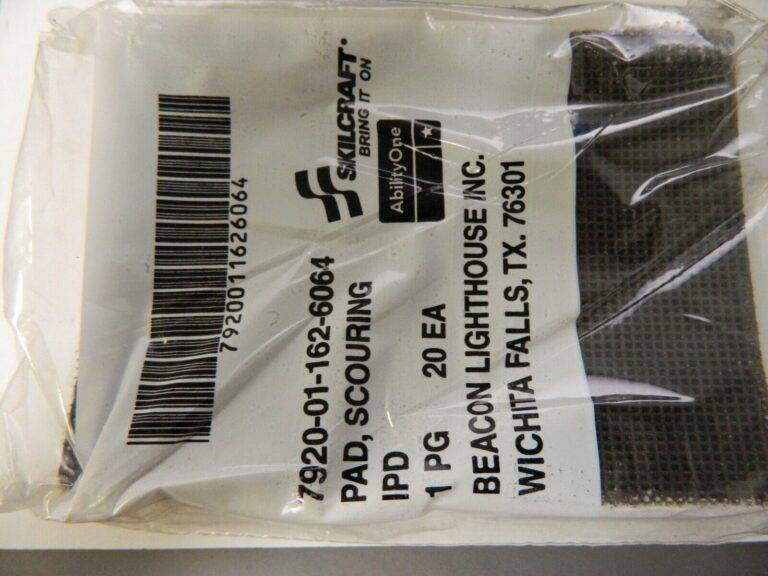 SKILCRAFT®
BRING IT ON
AbilityOne
7920011626064
7920-01-162-6064
PAD, SCOURING
IPD
1 PG 20 EA
BEACON LIGHTHOUSE INC.
WICHITA FALLS, TX. 76301